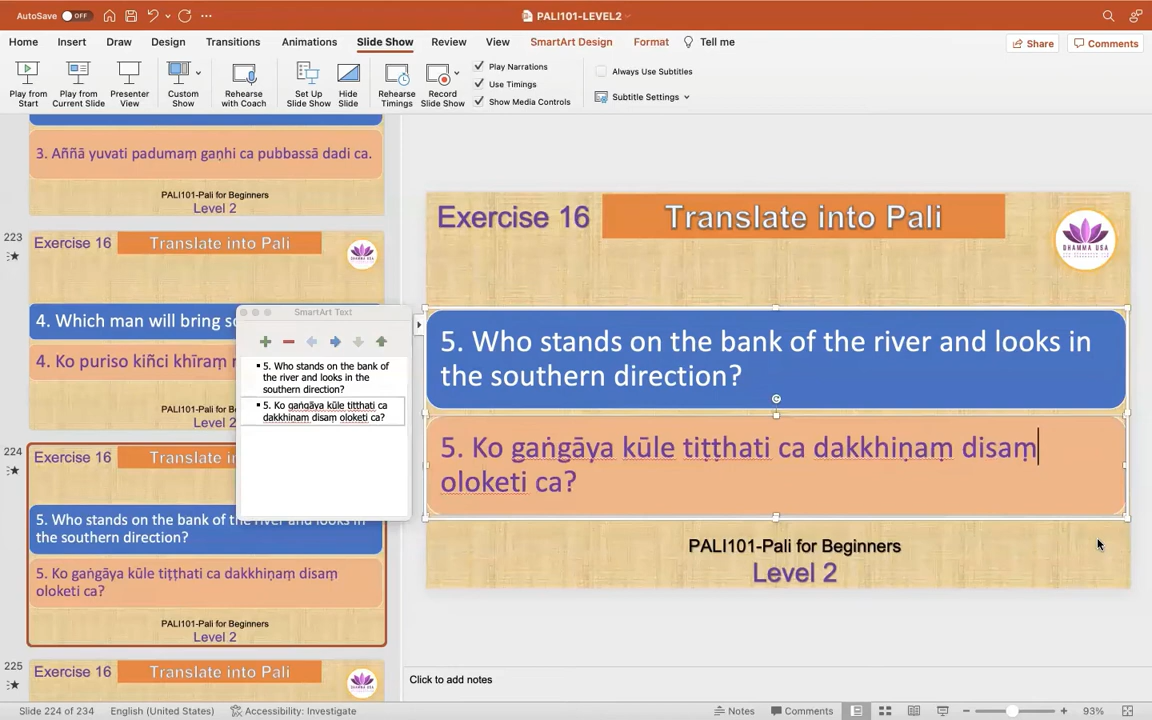 AutoSave OFF
PALI101-LEVEL2
Home Insert Draw Design Transitions Animations Slide Show Review View SmartArt Design Format Tell me
Share Comments
Play from Start
Play from Current Slide
Presenter View
Custom Show
Rehearse with Coach
Set Up Slide Show
Hide Slide
Rehearse Timings
Record Slide Show
Play Narrations
Use Timings
Show Media Controls
Always Use Subtitles
Subtitle Settings
3. Aññā yuvati padumaṃ gaṇhi ca pubbassā dadi ca.
PALI101-Pali for Beginners
Level 2
223
Exercise 16 Translate into Pali
4. Which man will bring
4. Ko puriso kiñci khīraṃ
PALI101-Pali for Beg
Level 2
224
Exercise 16 Translate in
5. Who stands on the bank of the river and looks in
the southern direction?
5. Ko gaṅgāya kūle tiṭṭhati ca dakkhiṇaṃ disaṃ
oloketi ca?
PALI101-Pali for Beginners
Level 2
225
Exercise 16 Translate into Pali
SmartArt Text
5. Who stands on the bank of
the river and looks in the
southern direction?
5. Ko gaṅgāya kūle tiṭṭhati ca
dakkhiṇaṃ disaṃ oloketi ca?
Exercise 16
Translate into Pali
DHAMMA USA
5. Who stands on the bank of the river and looks in
the southern direction?
5. Ko gaṅgāya kūle tiṭṭhati ca dakkhiṇaṃ disaṃ
oloketi ca?
PALI101-Pali for Beginners
Level 2
Click to add notes
Slide 224 of 234 English (United States) Accessibility: Investigate Notes Comments 93%